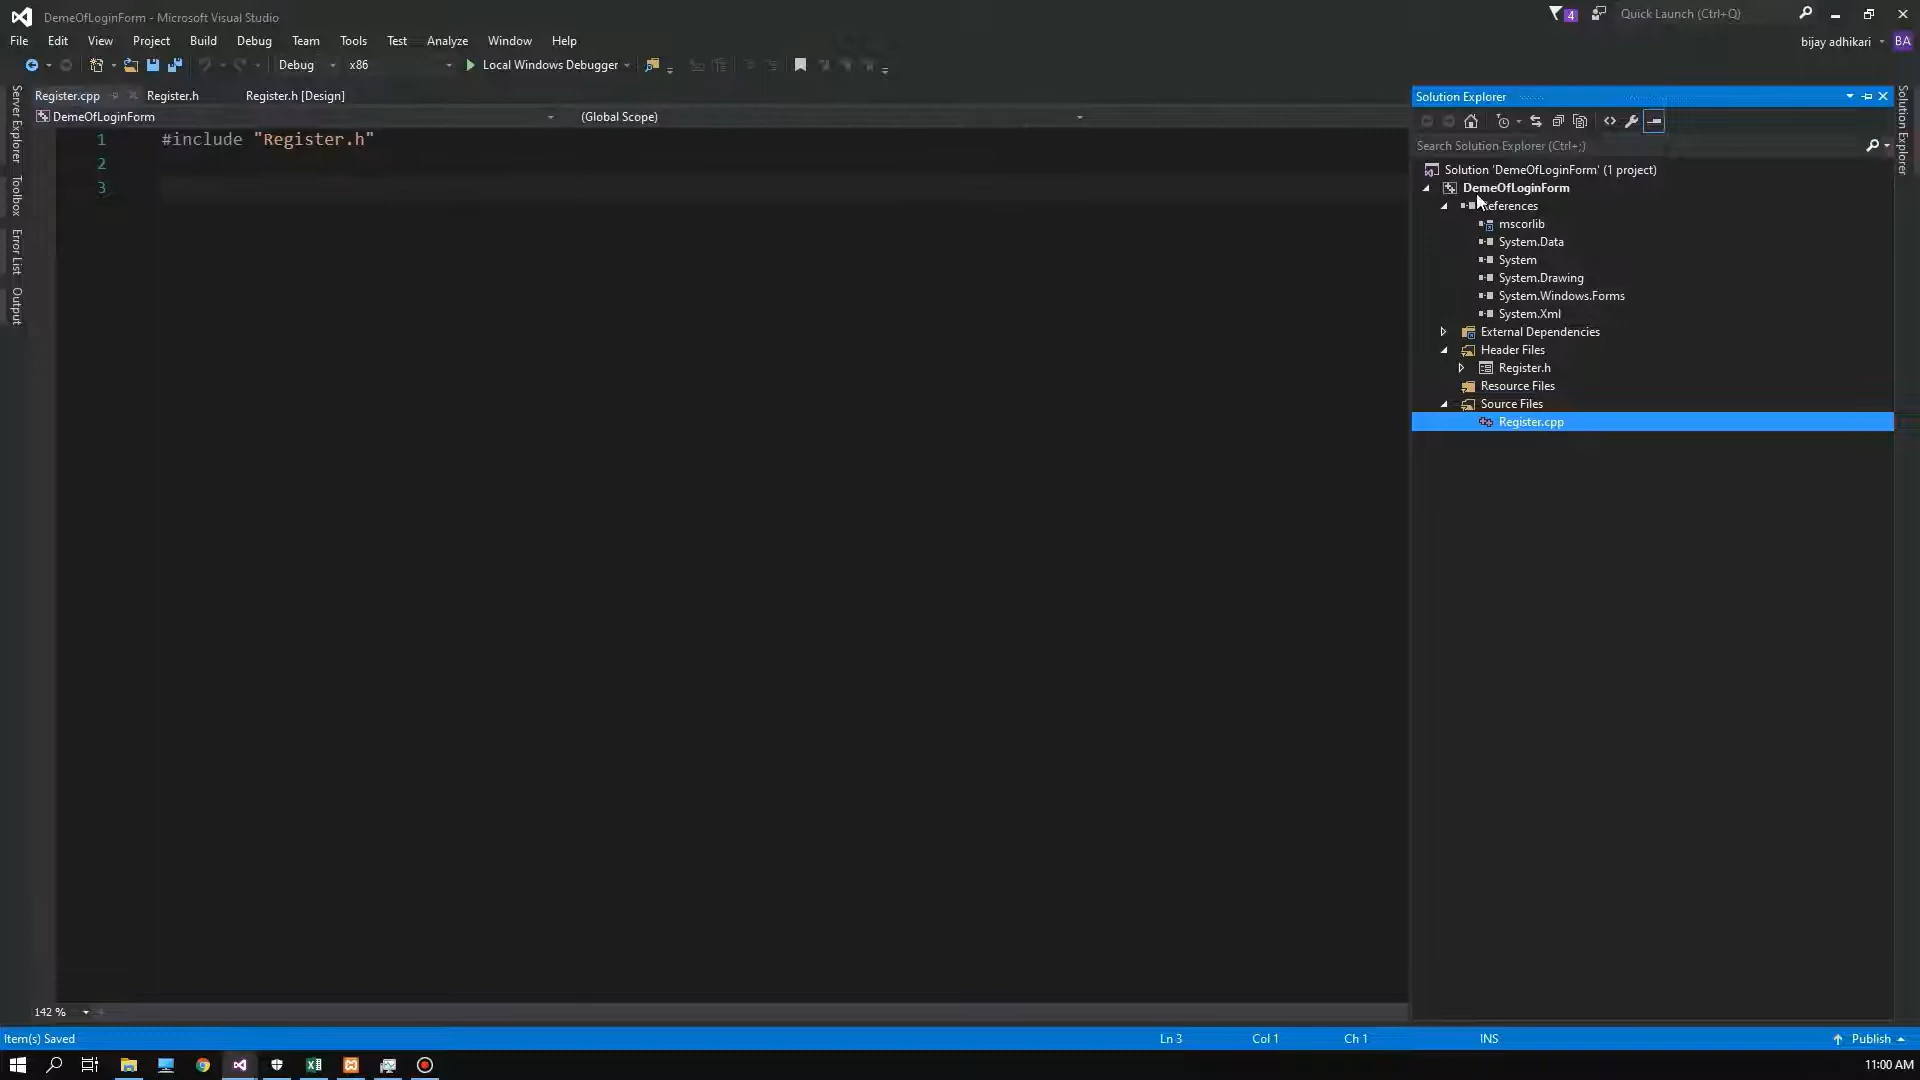 DemeOfLoginForm - Microsoft Visual Studio
4
Quick Launch (Ctrl+Q)
File Edit View Project Build Debug Team Tools Test Analyze Window Help
bijay adhikari BA
Debug x86 Local Windows Debugger
Register.cpp Register.h Register.h [Design]
DemeOfLoginForm (Global Scope)
1 #include "Register.h"
2
3
Server Explorer
Toolbox
Error List
Output
Solution Explorer
Search Solution Explorer (Ctrl+;)
Solution 'DemeOfLoginForm' (1 project)
DemeOfLoginForm
eferences
mscorlib
System.Data
System
System.Drawing
System.Windows.Forms
System.Xml
External Dependencies
Header Files
Register.h
Resource Files
Source Files
Register.cpp
Solution Explorer
142 %
Item(s) Saved Ln 3 Col 1 Ch 1 INS Publish
11:00 AM